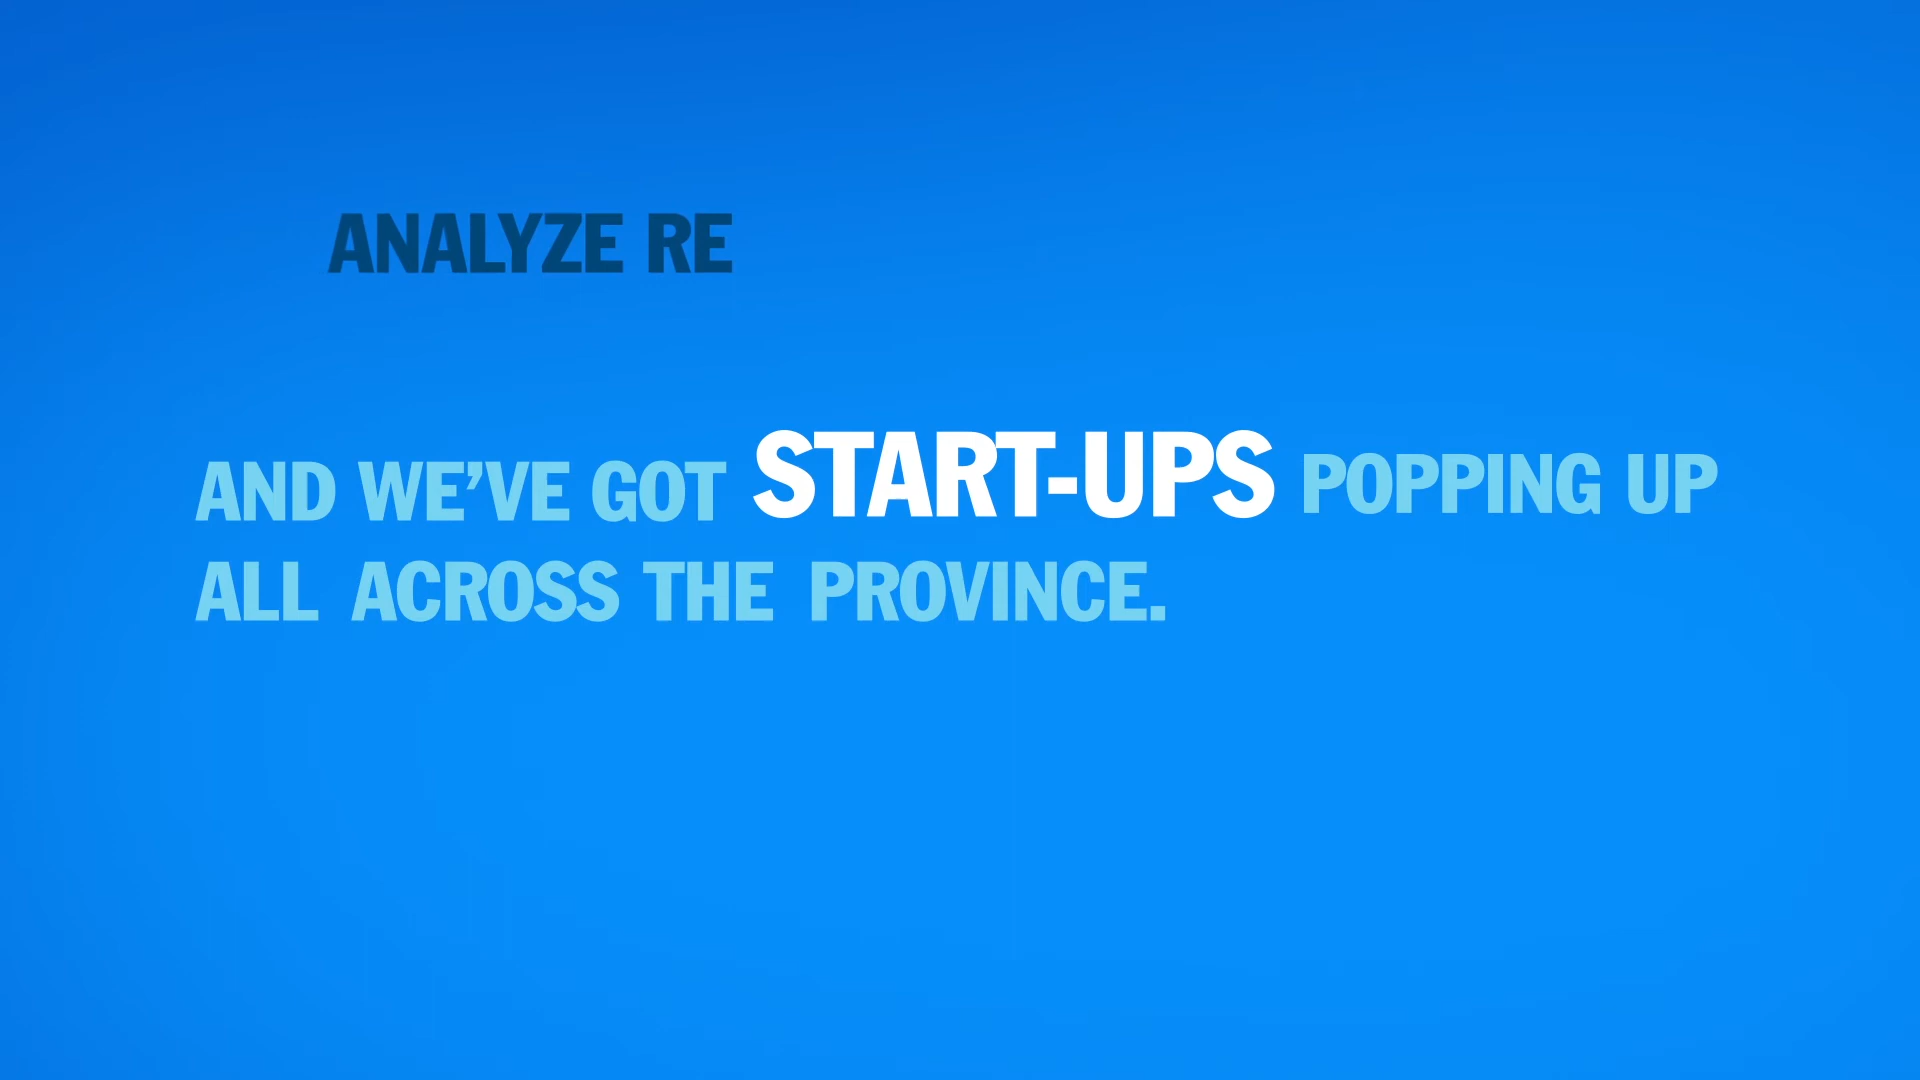 ANALYZE RE
AND WE’VE GOT START-UPS POPPING UP
ALL ACROSS THE PROVINCE.